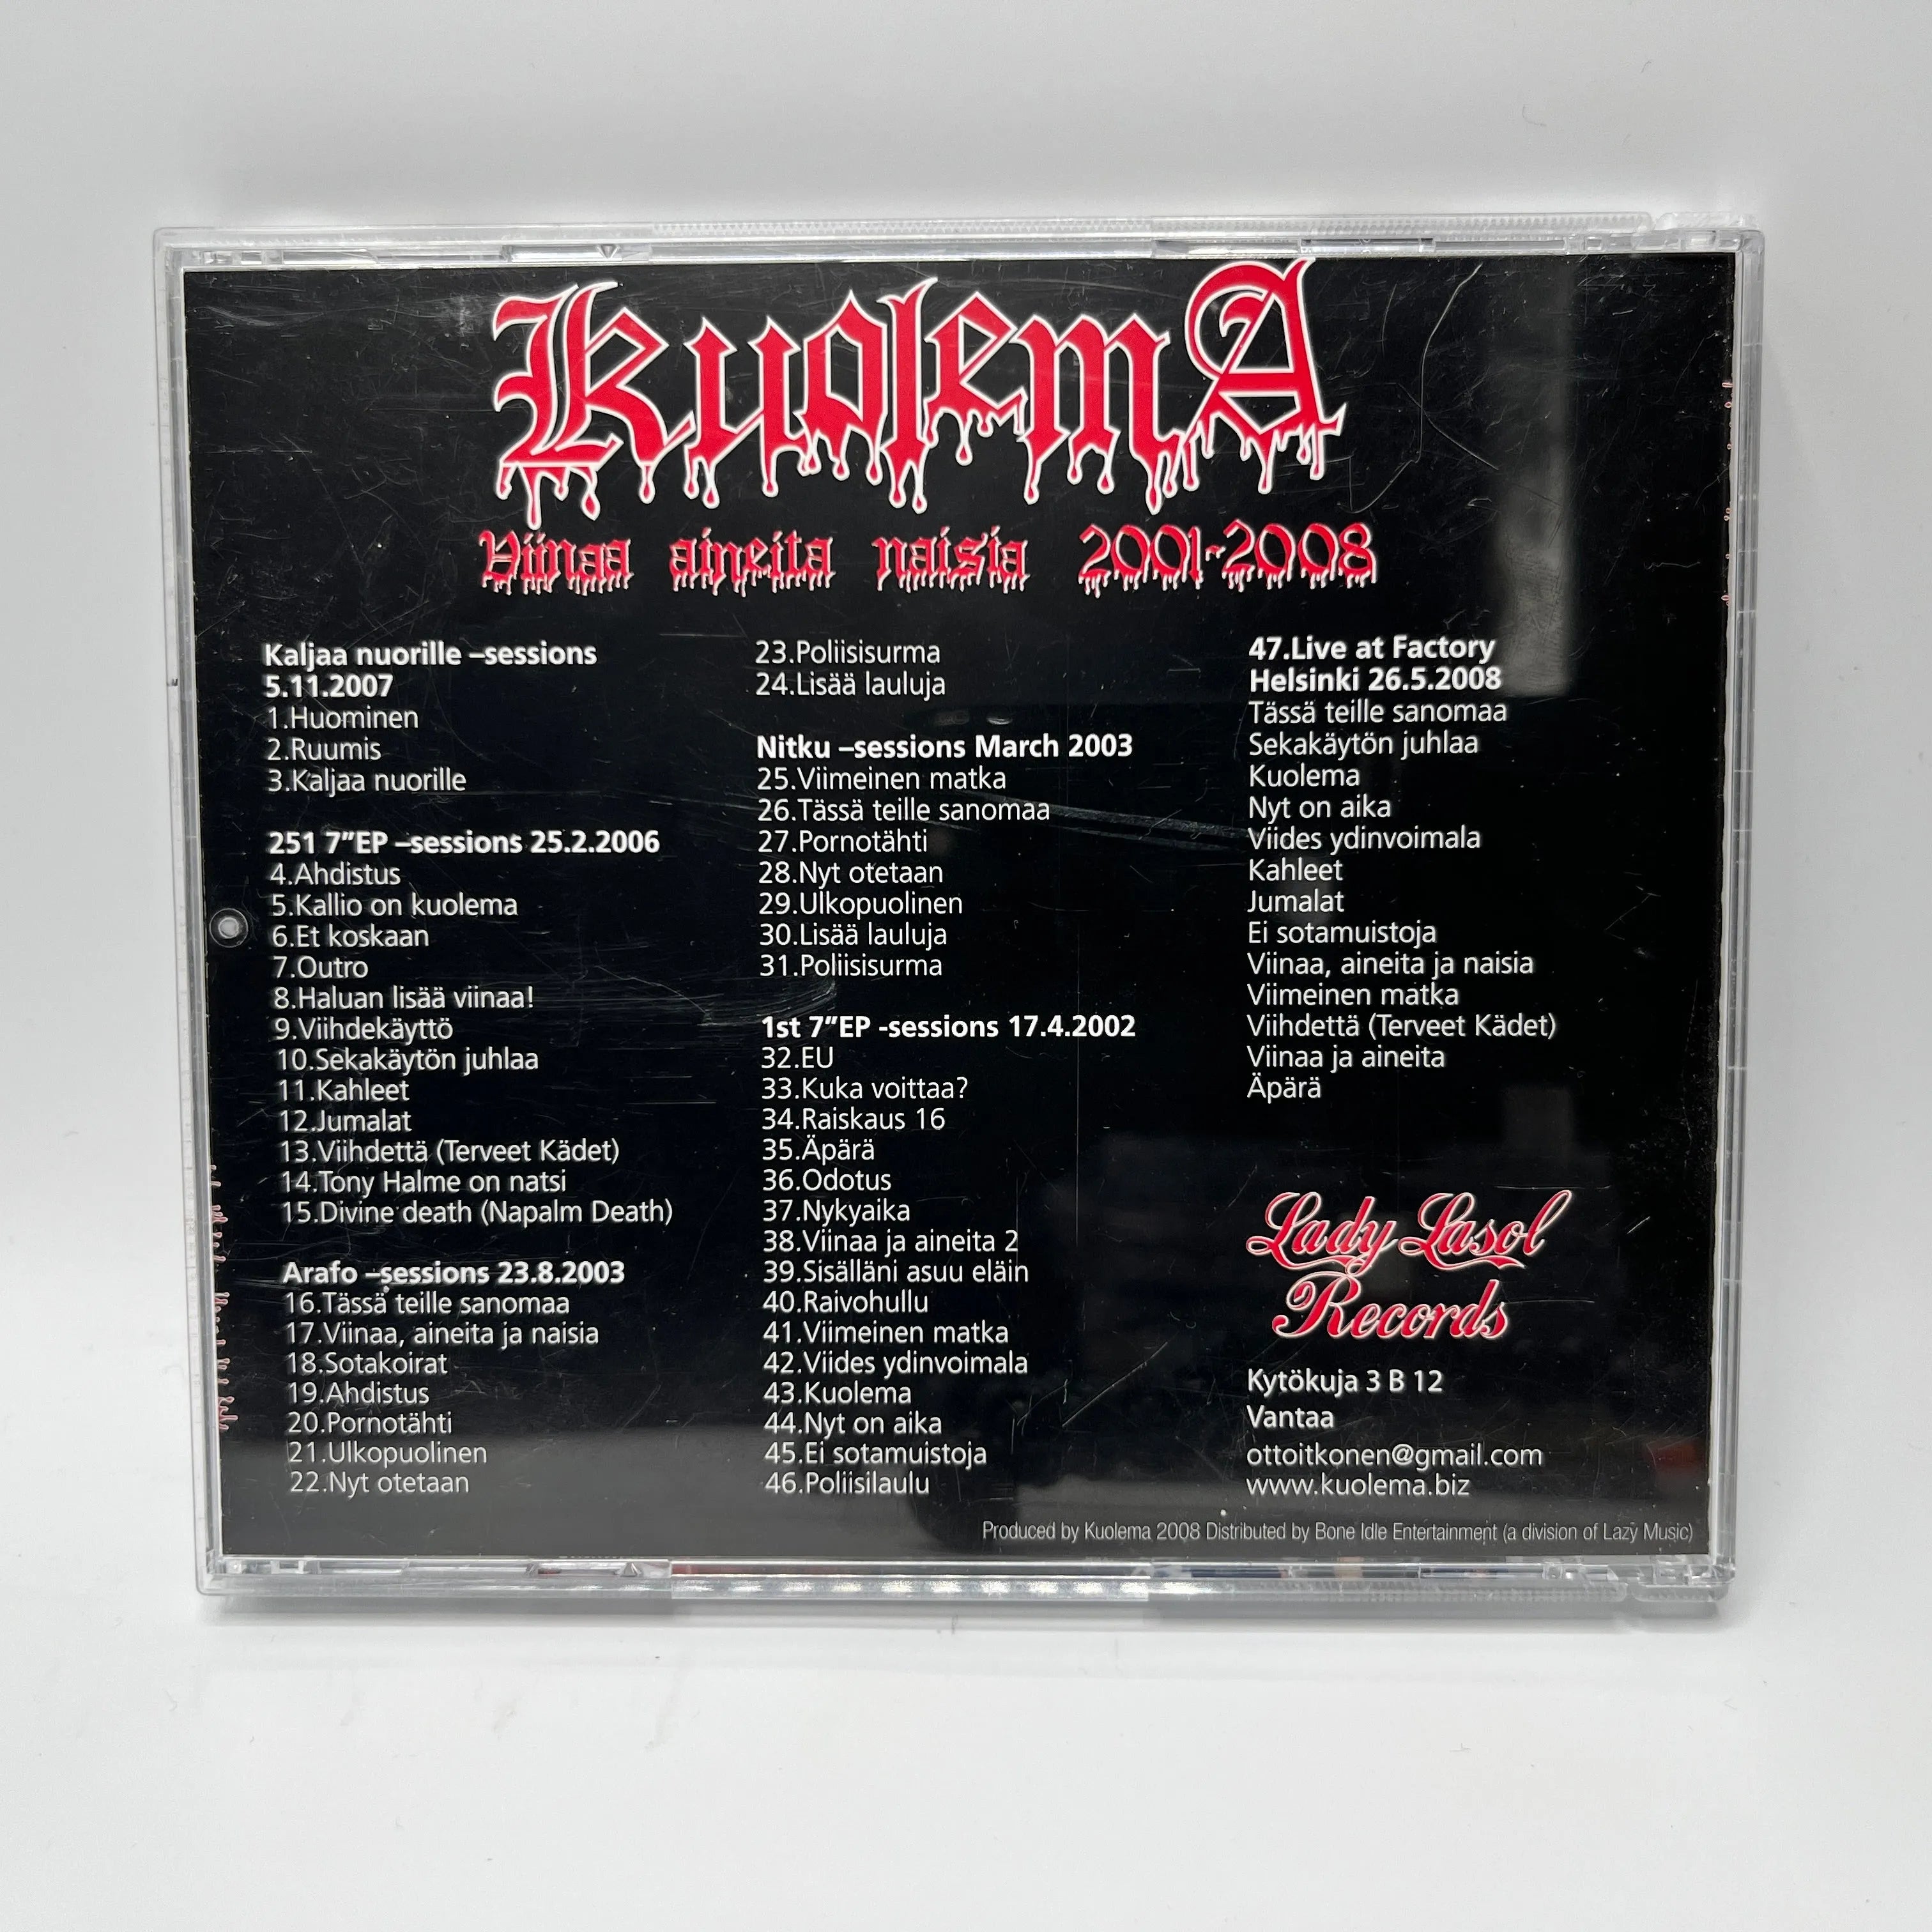 KuolemA
Viinaa aineita naisia 2001-2008
Kaljaa nuorille –sessions
5.11.2007
1.Huominen
2.Ruumis
3.Kaljaa nuorille
251 7”EP –sessions 25.2.2006
4.Ahdistus
5.Kallio on kuolema
6.Et koskaan
7.Outro
8.Haluan lisää viinaa!
9.Viihdekäyttö
10.Sekakäytön juhlaa
11.Kahleet
12.Jumalat
13.Viihdettä (Terveet Kädet)
14.Tony Halme on natsi
15.Divine death (Napalm Death)
Arafo –sessions 23.8.2003
16.Tässä teille sanomaa
17.Viinaa, aineita ja naisia
18.Sotakoirat
19.Ahdistus
20.Pornotähti
21.Ulkopuolinen
22.Nyt otetaan
23.Poliisisurma
24.Lisää lauluja
Nitku –sessions March 2003
25.Viimeinen matka
26.Tässä teille sanomaa
27.Pornotähti
28.Nyt otetaan
29.Ulkopuolinen
30.Lisää lauluja
31.Poliisisurma
1st 7”EP -sessions 17.4.2002
32.EU
33.Kuka voittaa?
34.Raiskaus 16
35.Äpärä
36.Odotus
37.Nykyaika
38.Viinaa ja aineita 2
39.Sisälläni asuu eläin
40.Raivohullu
41.Viimeinen matka
42.Viides ydinvoimala
43.Kuolema
44.Nyt on aika
45.Ei sotamuistoja
46.Poliisilaulu
47.Live at Factory
Helsinki 26.5.2008
Tässä teille sanomaa
Sekakäytön juhlaa
Kuolema
Nyt on aika
Viides ydinvoimala
Kahleet
Jumalat
Ei sotamuistoja
Viinaa, aineita ja naisia
Viimeinen matka
Viihdettä (Terveet Kädet)
Viinaa ja aineita
Äpärä
Lady Lasol
Records
Kytökuja 3 B 12
Vantaa
ottoitkonen@gmail.com
www.kuolema.biz
Produced by Kuolema 2008 Distributed by Bone Idle Entertainment (a division of Lazy Music)